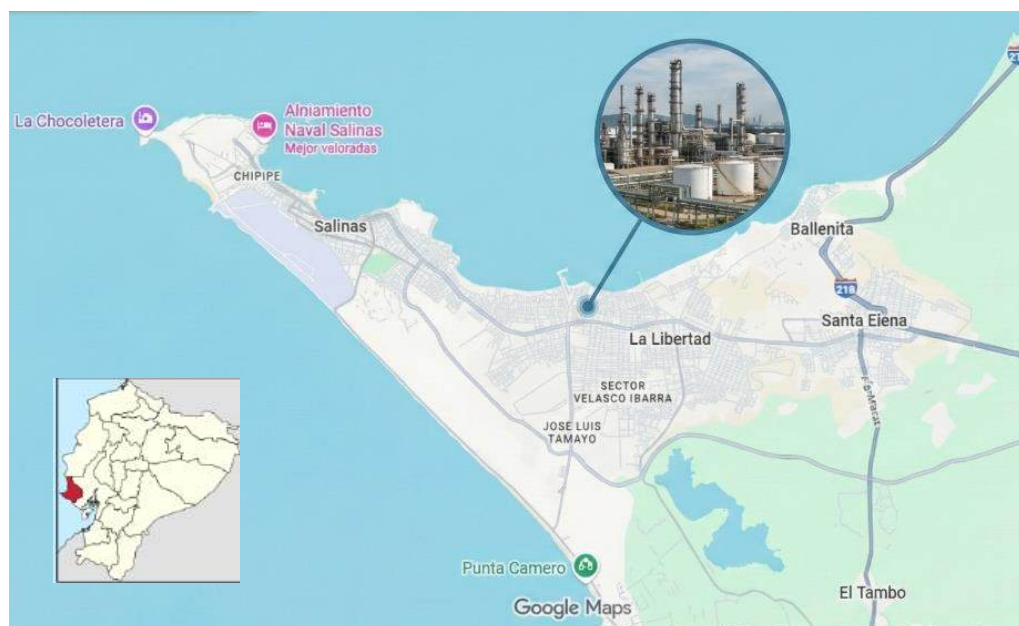 La Chocoletera
Alniamiento
Naval Salinas
Mejor valoradas
CHIPIPE
Salinas
Ballenita
218
Santa Eiena
La Libertad
SECTOR
VELASCO IBARRA
JOSE LUIS
TAMAYO
Punta Camero
Google Maps
El Tambo